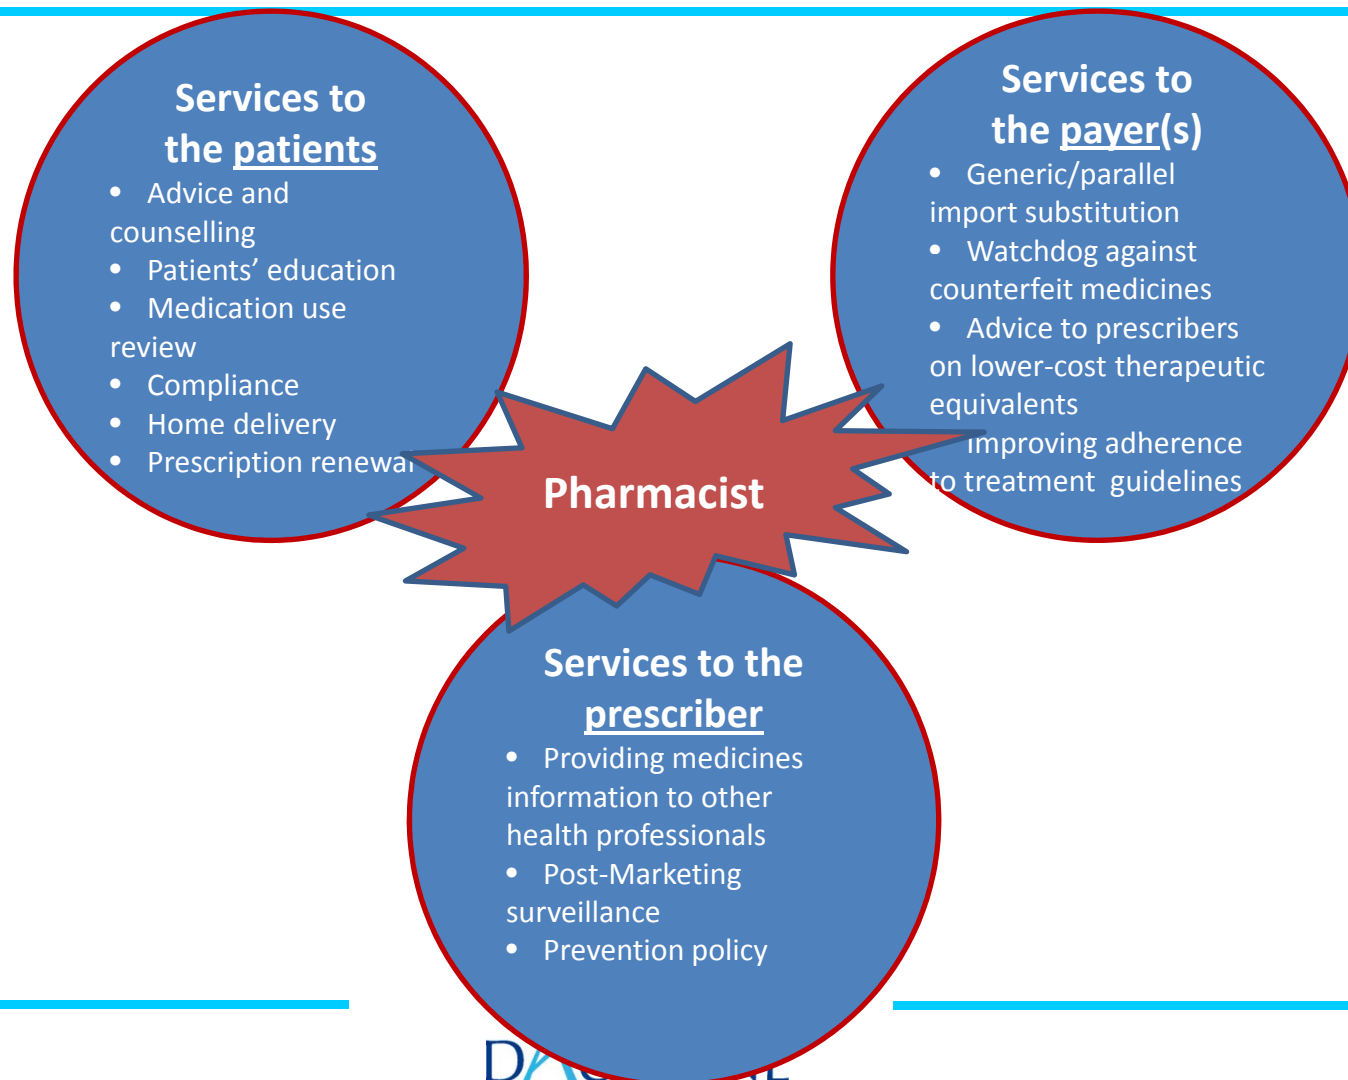 Services to
the patients
• Advice and
counselling
• Patients’ education
• Medication use
review
• Compliance
• Home delivery
• Prescription renewal
Services to
the payer(s)
• Generic/parallel
import substitution
• Watchdog against
counterfeit medicines
• Advice to prescribers
on lower-cost therapeutic
equivalents
Improving adherence
to treatment guidelines
Pharmacist
Services to the
prescriber
• Providing medicines
information to other
health professionals
• Post-Marketing
surveillance
• Prevention policy